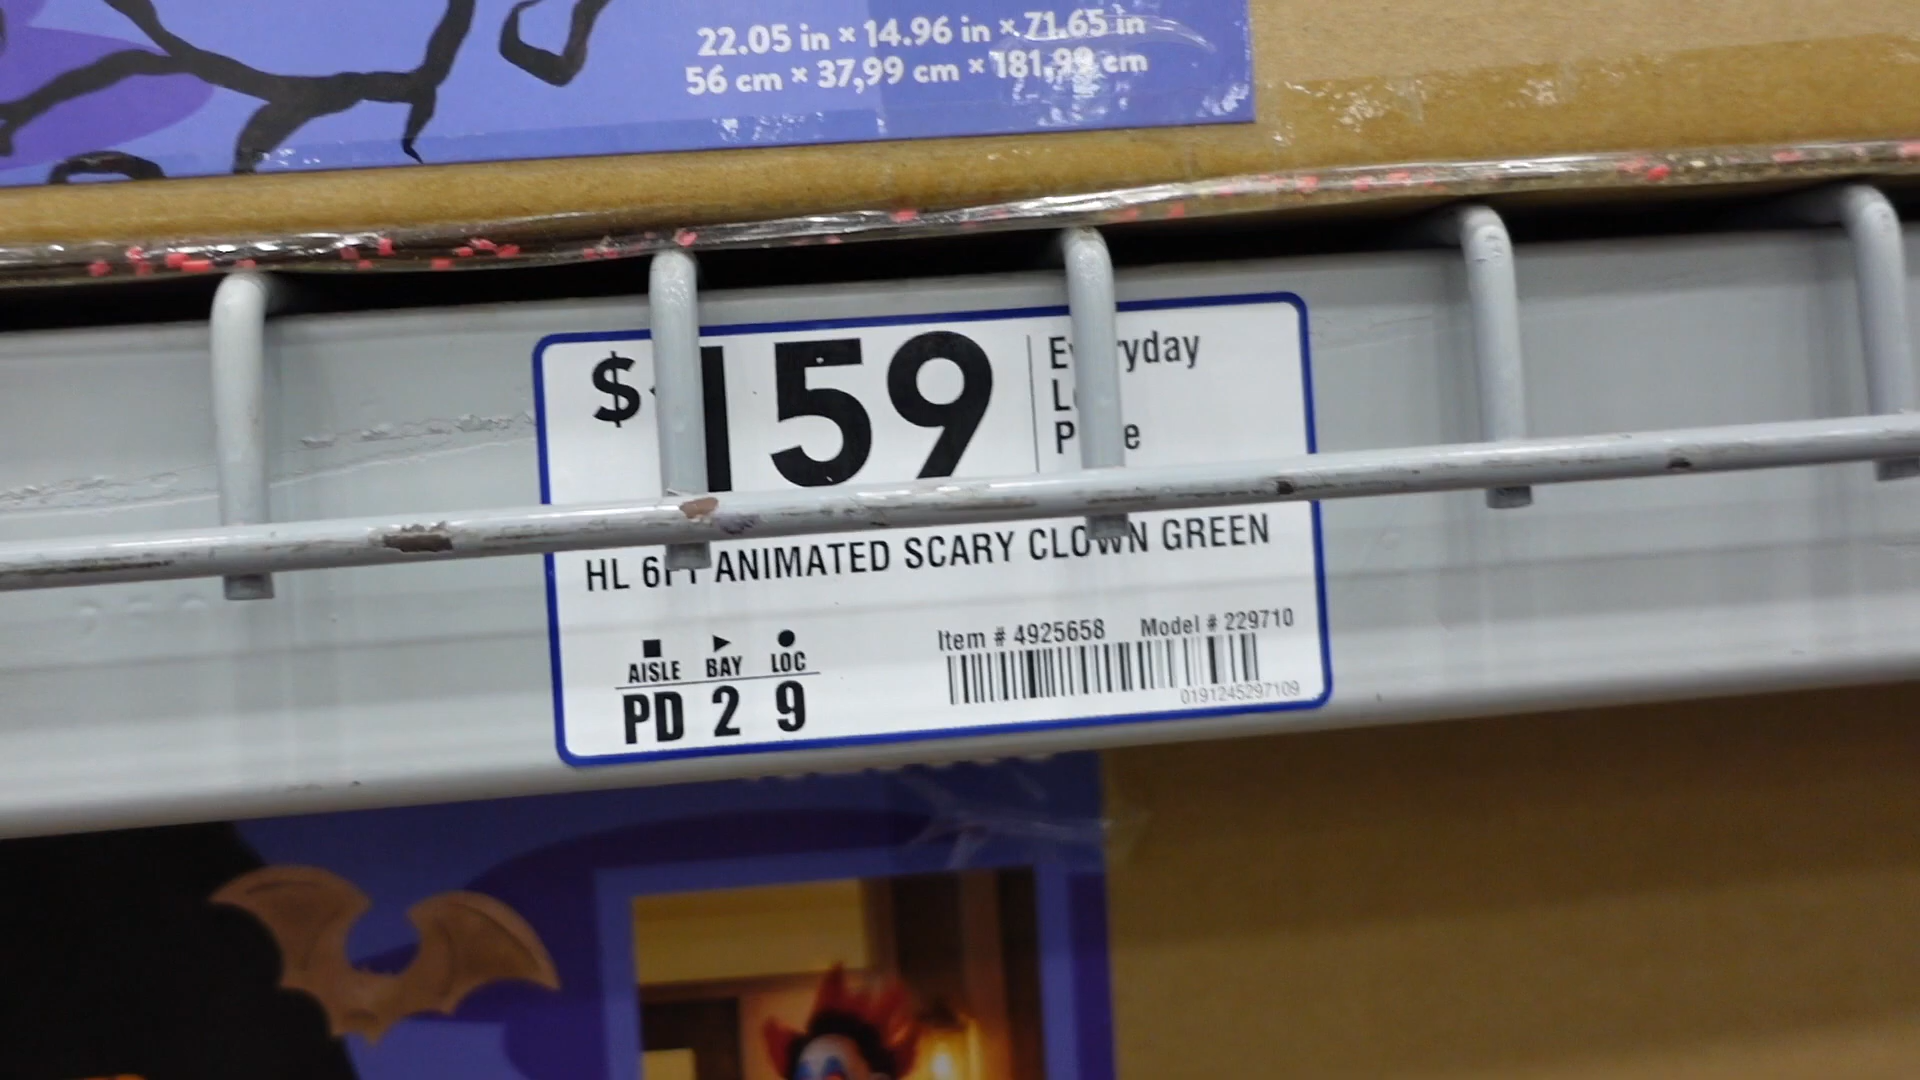 22.05 in × 14.96 in × 71.65 in
56 cm × 37,99 cm × 181,99 cm
$159
Everyday
Low
Price
HL 6FT ANIMATED SCARY CLOWN GREEN
Item # 4925658 Model # 229710
AISLE BAY LOC
PD 2 9
0191245297109